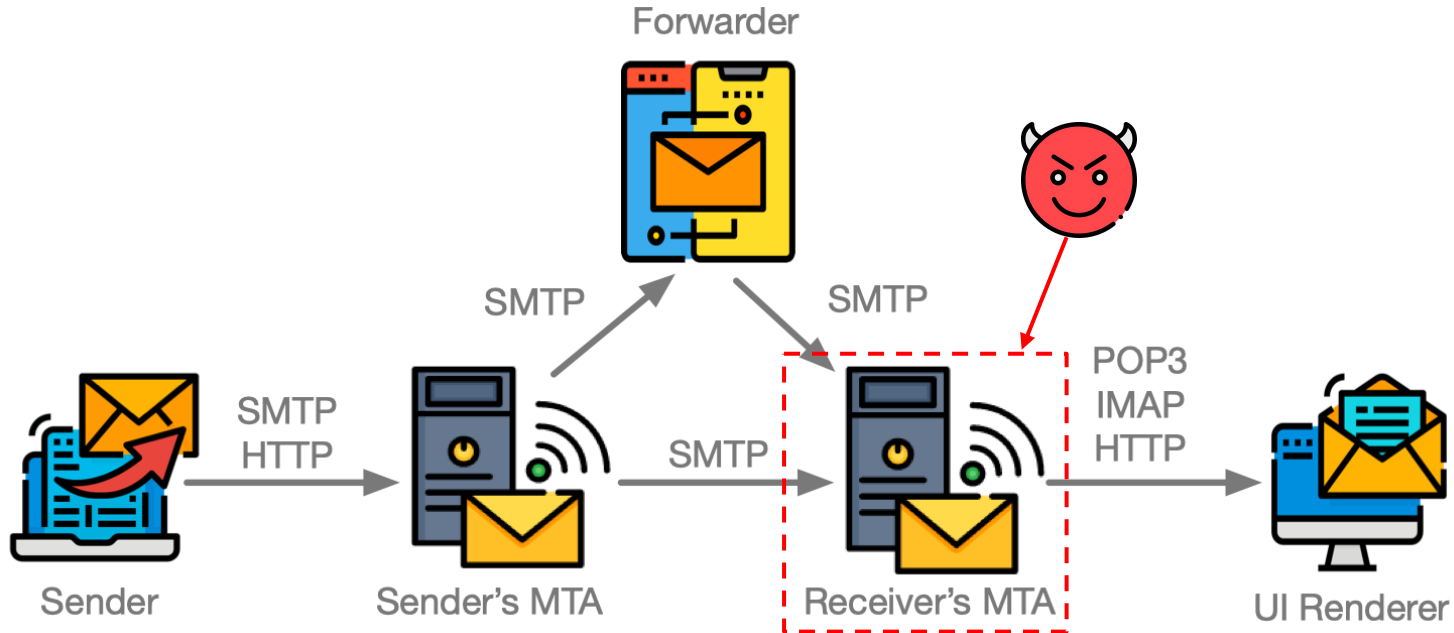 Forwarder
SMTP
SMTP
SMTP
HTTP
SMTP
POP3
IMAP
HTTP
Sender
Sender's MTA
Receiver's MTA
UI Renderer